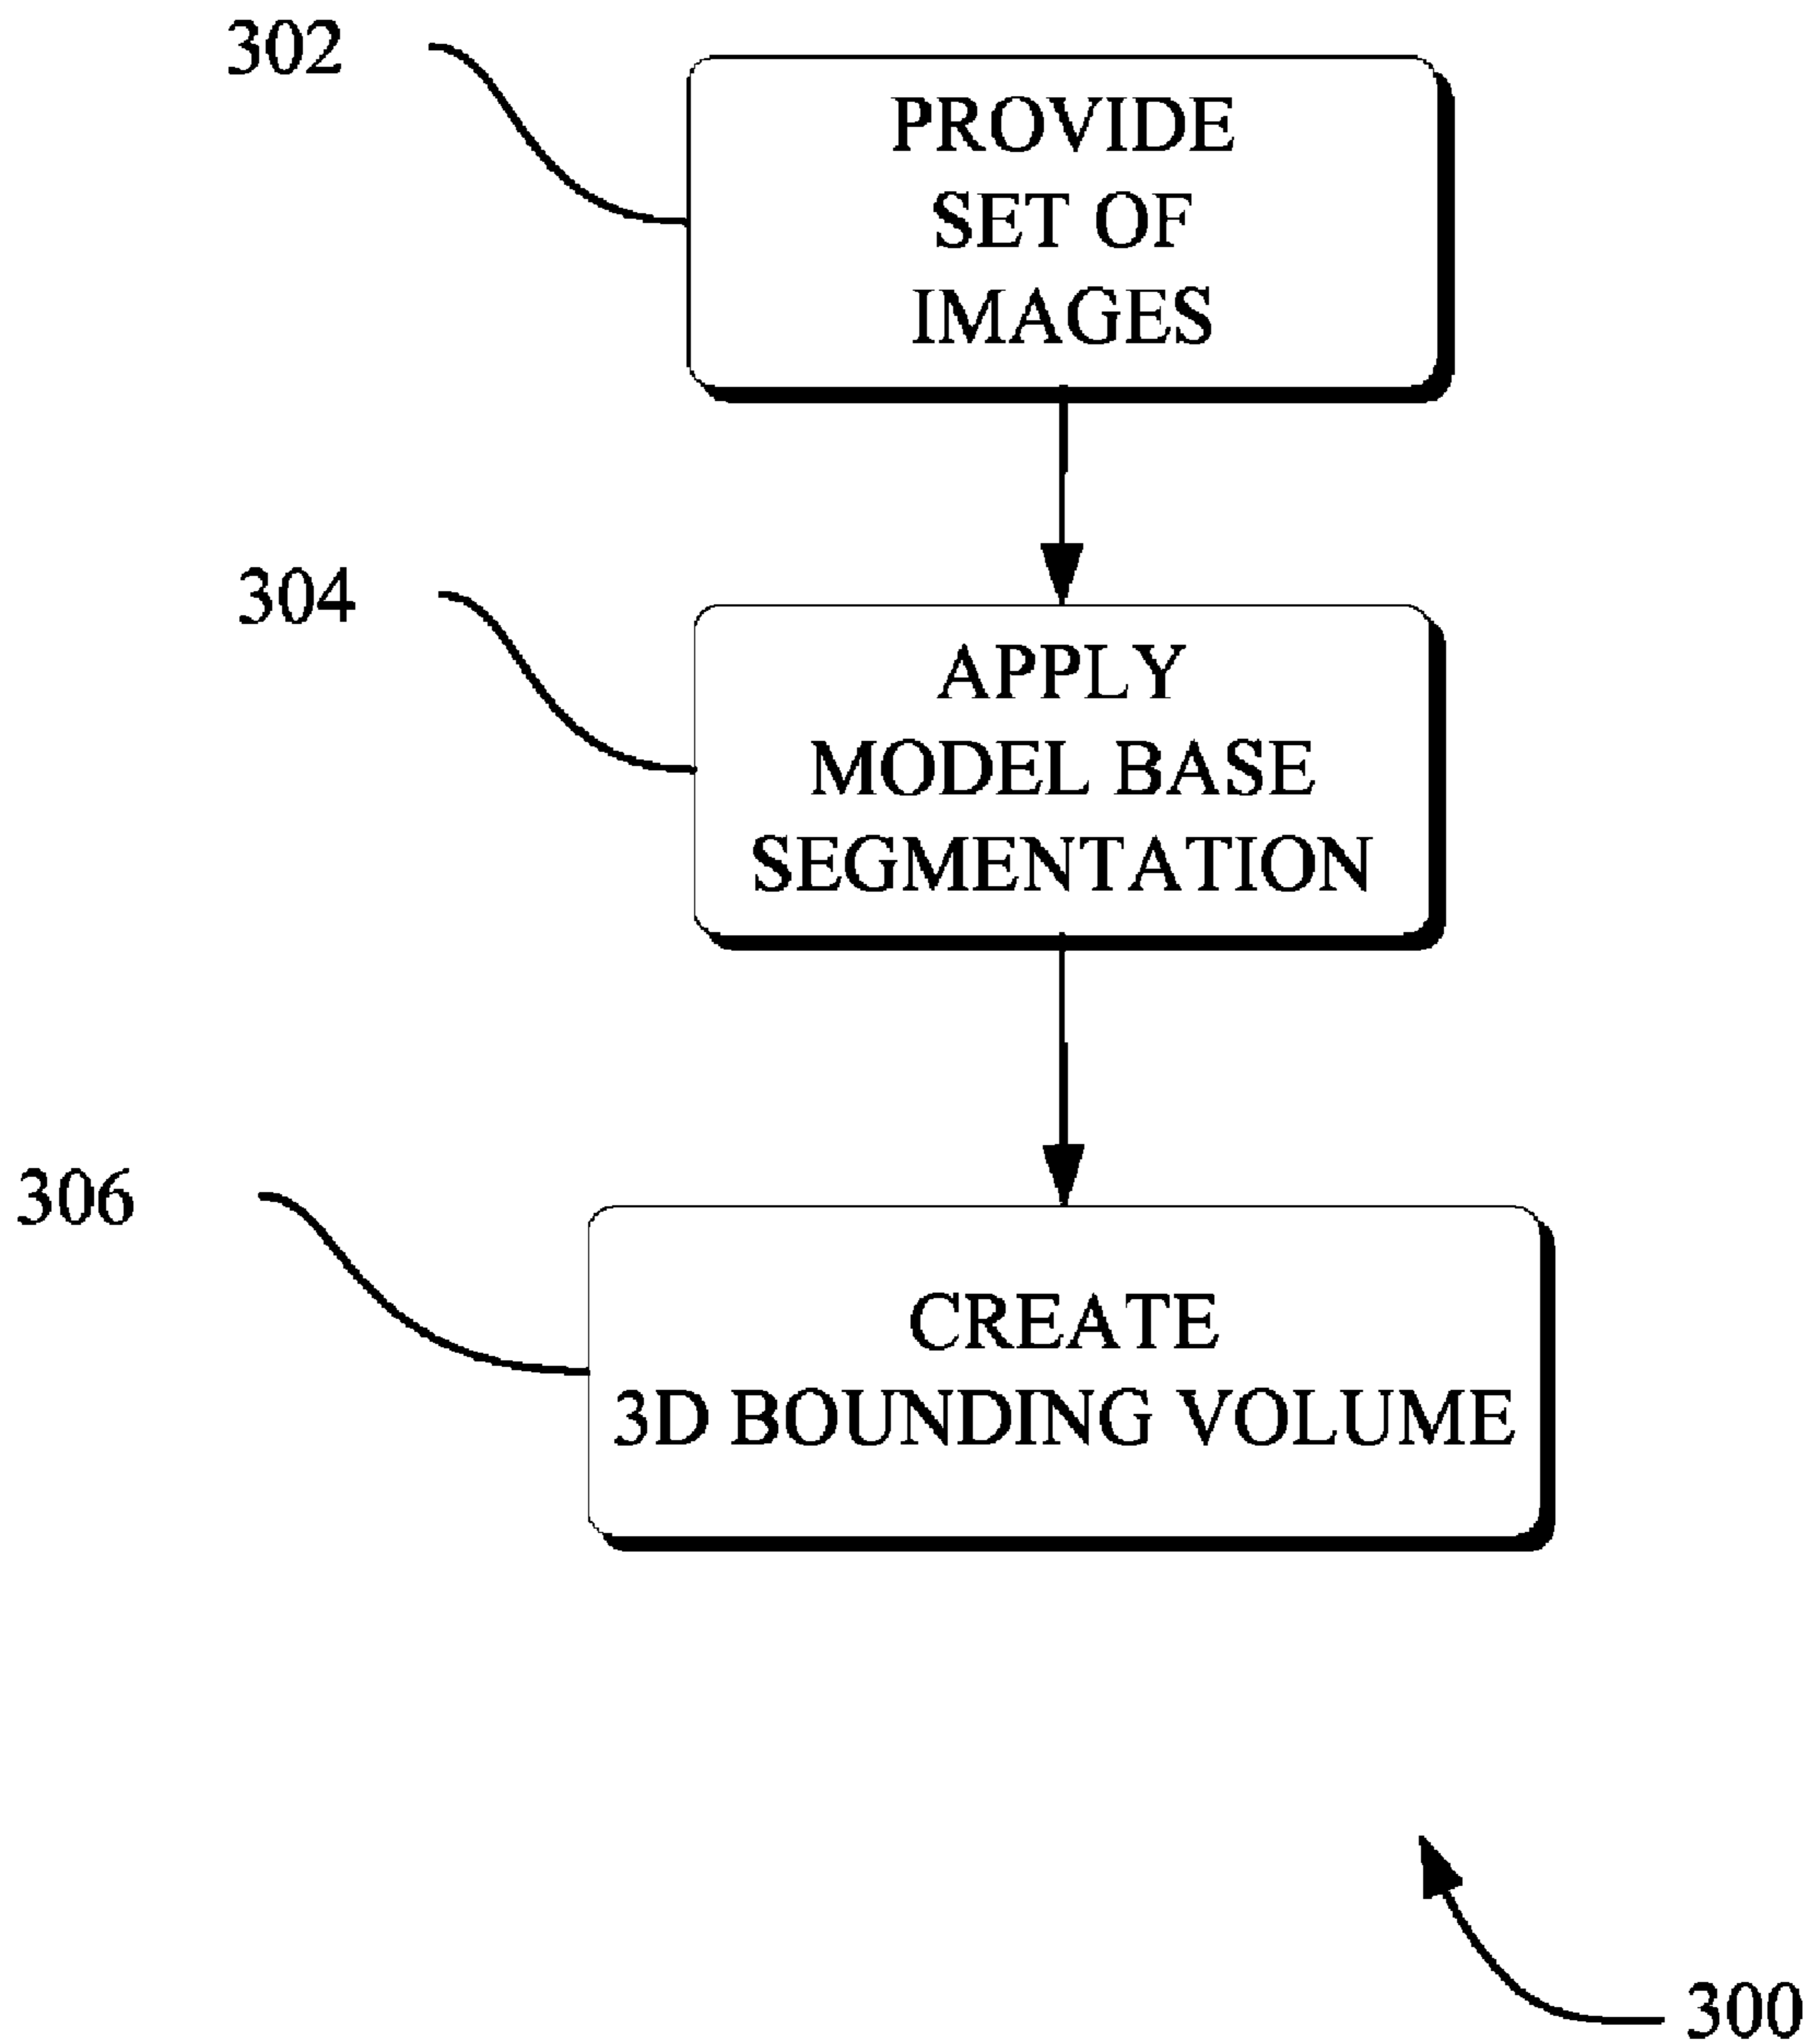 302
PROVIDE
SET OF
IMAGES
304
APPLY
MODEL BASE
SEGMENTATION
306
CREATE
3D BOUNDING VOLUME
300